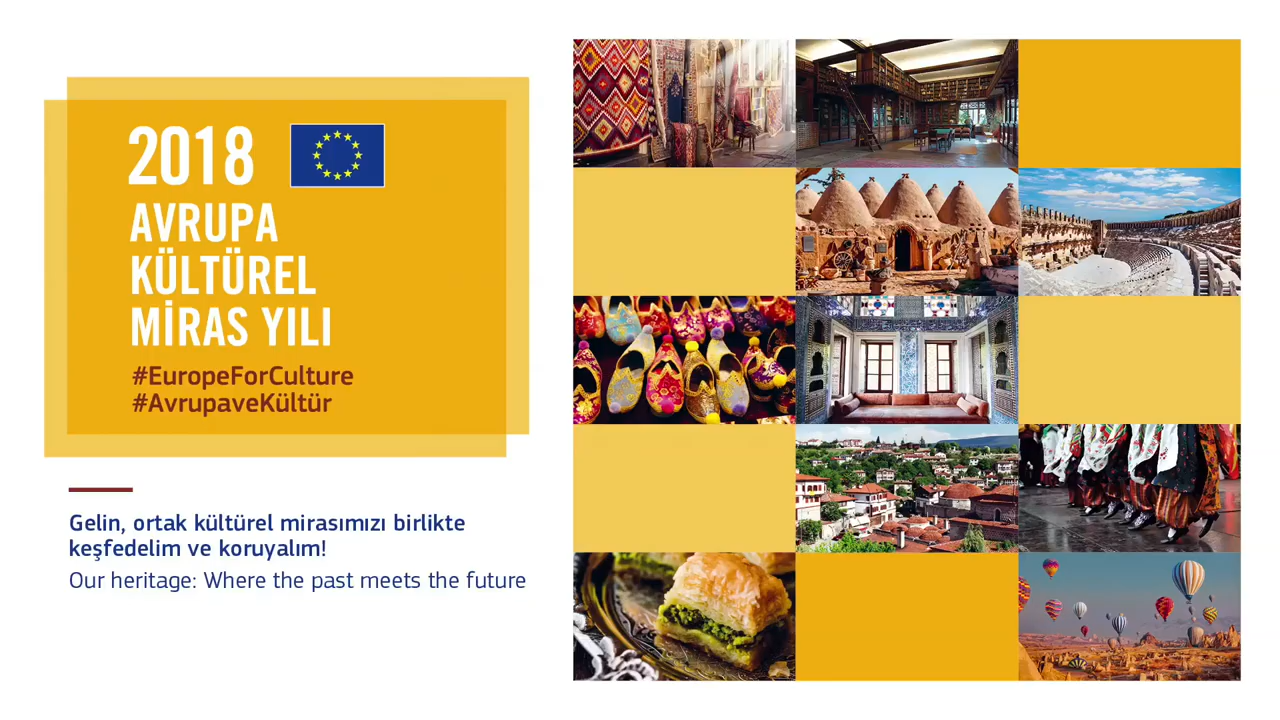 2018
AVRUPA
KÜLTÜREL
MİRAS YILI
#EuropeForCulture
#AvrupaveKültür
Gelin, ortak kültürel mirasımızı birlikte
keşfedelim ve koruyalım!
Our heritage: Where the past meets the future